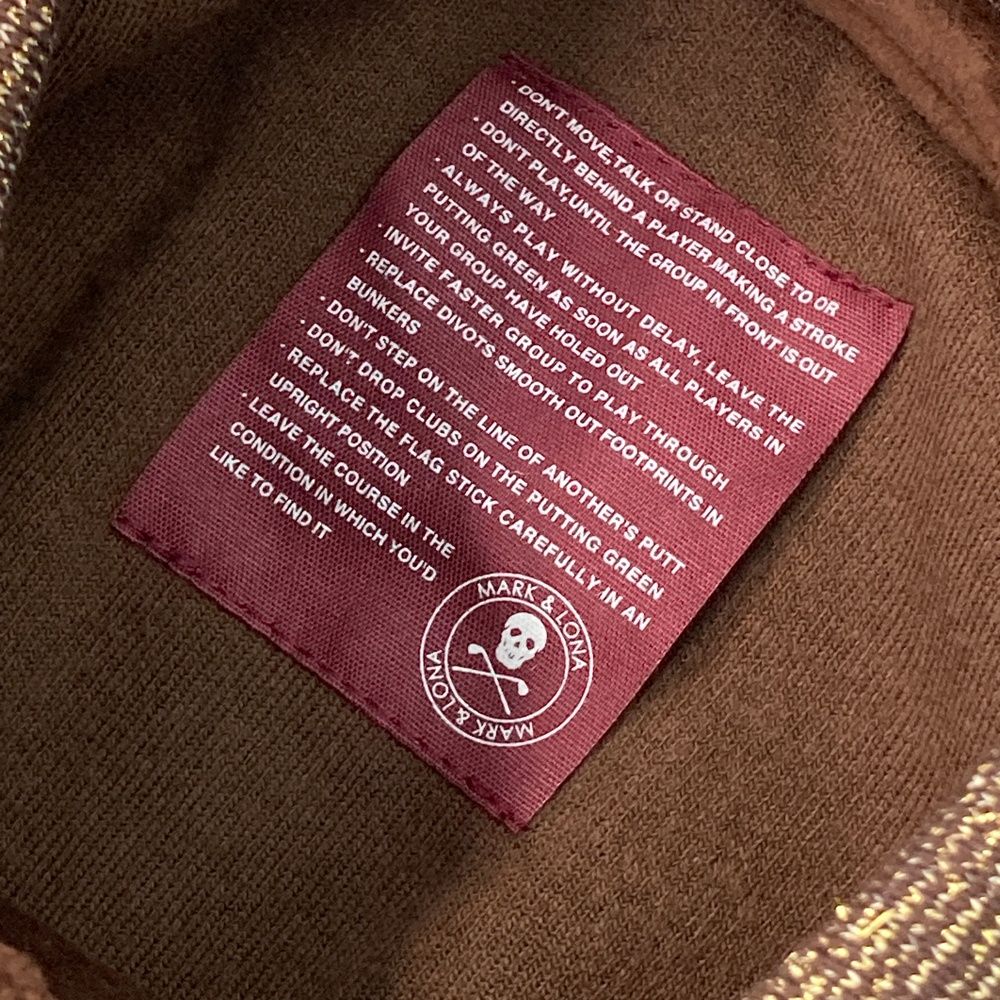 · DON'T MOVE,TALK OR STAND CLOSE TO OR
DIRECTLY BEHIND A PLAYER,MAKING A STROKE
· DON'T PLAY,UNTIL THE GROUP IN FRONT IS OUT
OF THE WAY
· ALWAYS PLAY WITHOUT DELAY, LEAVE THE
PUTTING GREEN AS SOON AS ALL PLAYERS IN
YOUR GROUP HAVE HOLED OUT
· INVITE FASTER GROUP TO PLAY THROUGH
· REPLACE DIVOTS SMOOTH OUT FOOTPRINTS IN
BUNKERS
· DON'T STEP ON THE LINE OF ANOTHER'S PUTT
· DON'T DROP CLUBS ON THE PUTTING GREEN
· REPLACE THE FLAG STICK CAREFULLY IN AN
UPRIGHT POSITION
· LEAVE THE COURSE IN THE
CONDITION IN WHICH YOU'D
LIKE TO FIND IT
MARK & LONA
MARK & LONA